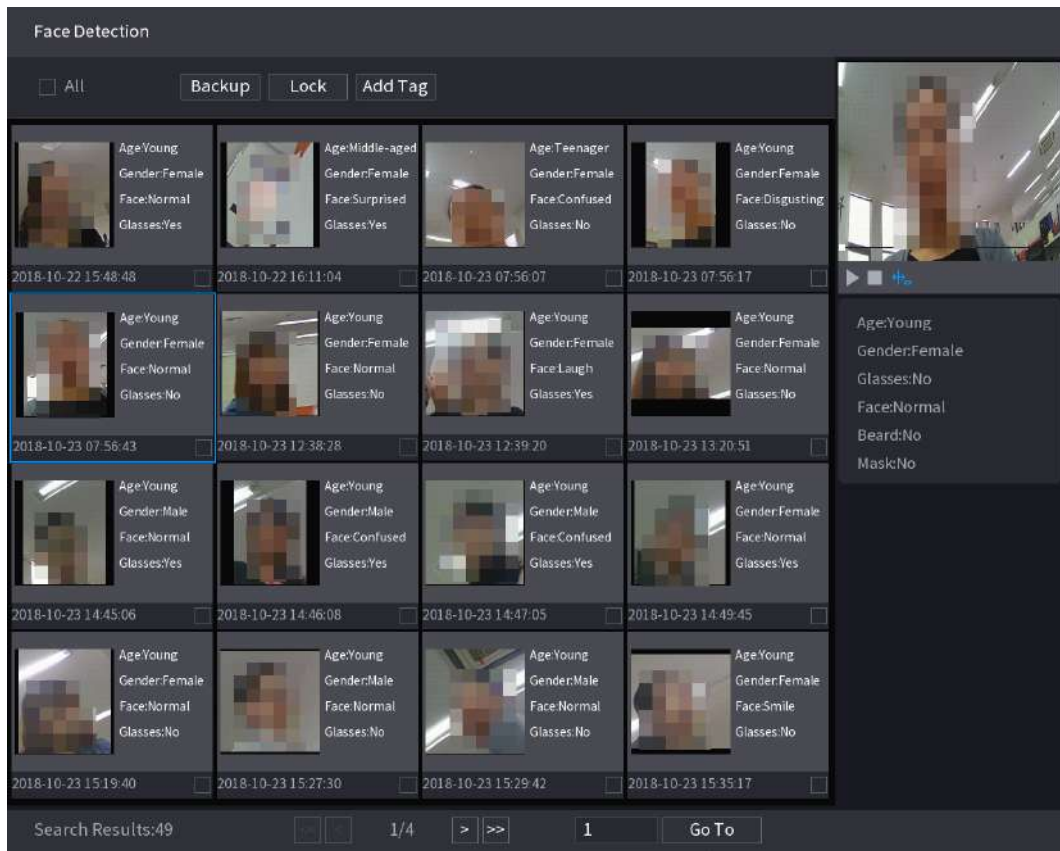 Face Detection
All
Backup
Lock
Add Tag
Age:Young
Gender:Female
Face:Normal
Glasses:Yes
2018-10-22 15:48:48
Age:Middle-aged
Gender:Female
Face:Surprised
Glasses:Yes
2018-10-22 16:11:04
Age:Teenager
Gender:Female
Face:Confused
Glasses:No
2018-10-23 07:56:07
Age:Young
Gender:Female
Face:Disgusting
Glasses:No
2018-10-23 07:56:17
Age:Young
Gender:Female
Face:Normal
Glasses:No
2018-10-23 07:56:43
Age:Young
Gender:Female
Face:Normal
Glasses:No
2018-10-23 12:38:28
Age:Young
Gender:Female
Face:Laugh
Glasses:Yes
2018-10-23 12:39:20
Age:Young
Gender:Female
Face:Normal
Glasses:No
2018-10-23 13:20:51
Age:Young
Gender:Male
Face:Normal
Glasses:Yes
2018-10-23 14:45:06
Age:Young
Gender:Male
Face:Confused
Glasses:Yes
2018-10-23 14:46:08
Age:Young
Gender:Male
Face:Confused
Glasses:Yes
2018-10-23 14:47:05
Age:Young
Gender:Female
Face:Normal
Glasses:Yes
2018-10-23 14:49:45
Age:Young
Gender:Female
Face:Normal
Glasses:No
2018-10-23 15:19:40
Age:Young
Gender:Male
Face:Normal
Glasses:No
2018-10-23 15:27:30
Age:Young
Gender:Male
Face:Normal
Glasses:No
2018-10-23 15:29:42
Age:Young
Gender:Female
Face:Smile
Glasses:No
2018-10-23 15:35:17
Age:Young
Gender:Female
Glasses:No
Face:Normal
Beard:No
Mask:No
Search Results:49
<< < 1/4 > >> 1 Go To